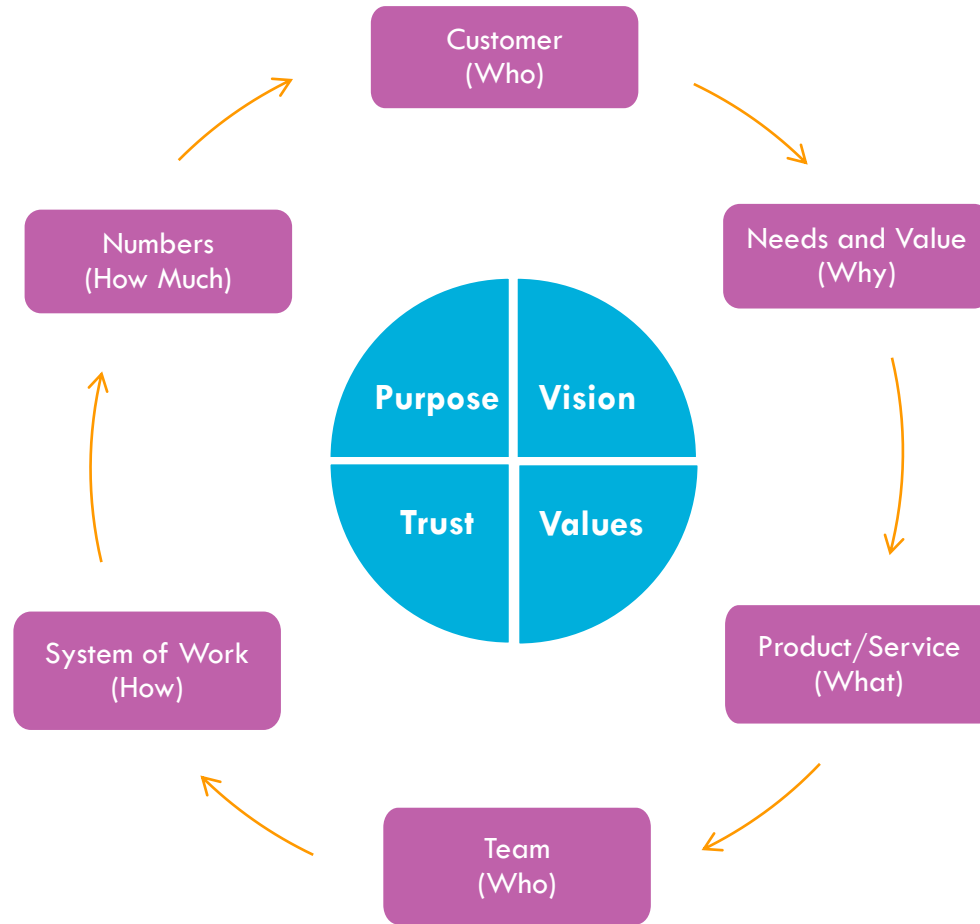 Customer
(Who)
Needs and Value
(Why)
Numbers
(How Much)
Purpose
Vision
Trust
Values
Product/Service
(What)
System of Work
(How)
Team
(Who)